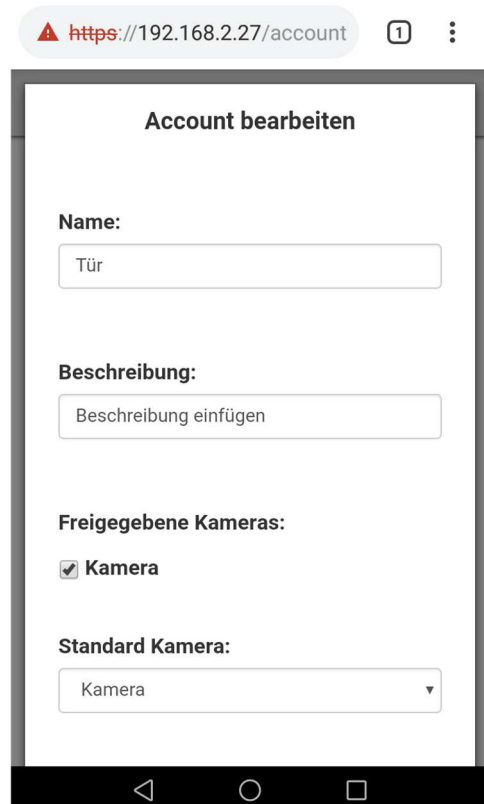 https://192.168.2.27/account
1
Account bearbeiten
Name:
Tür
Beschreibung:
Beschreibung einfügen
Freigegebene Kameras:
Kamera
Standard Kamera:
Kamera